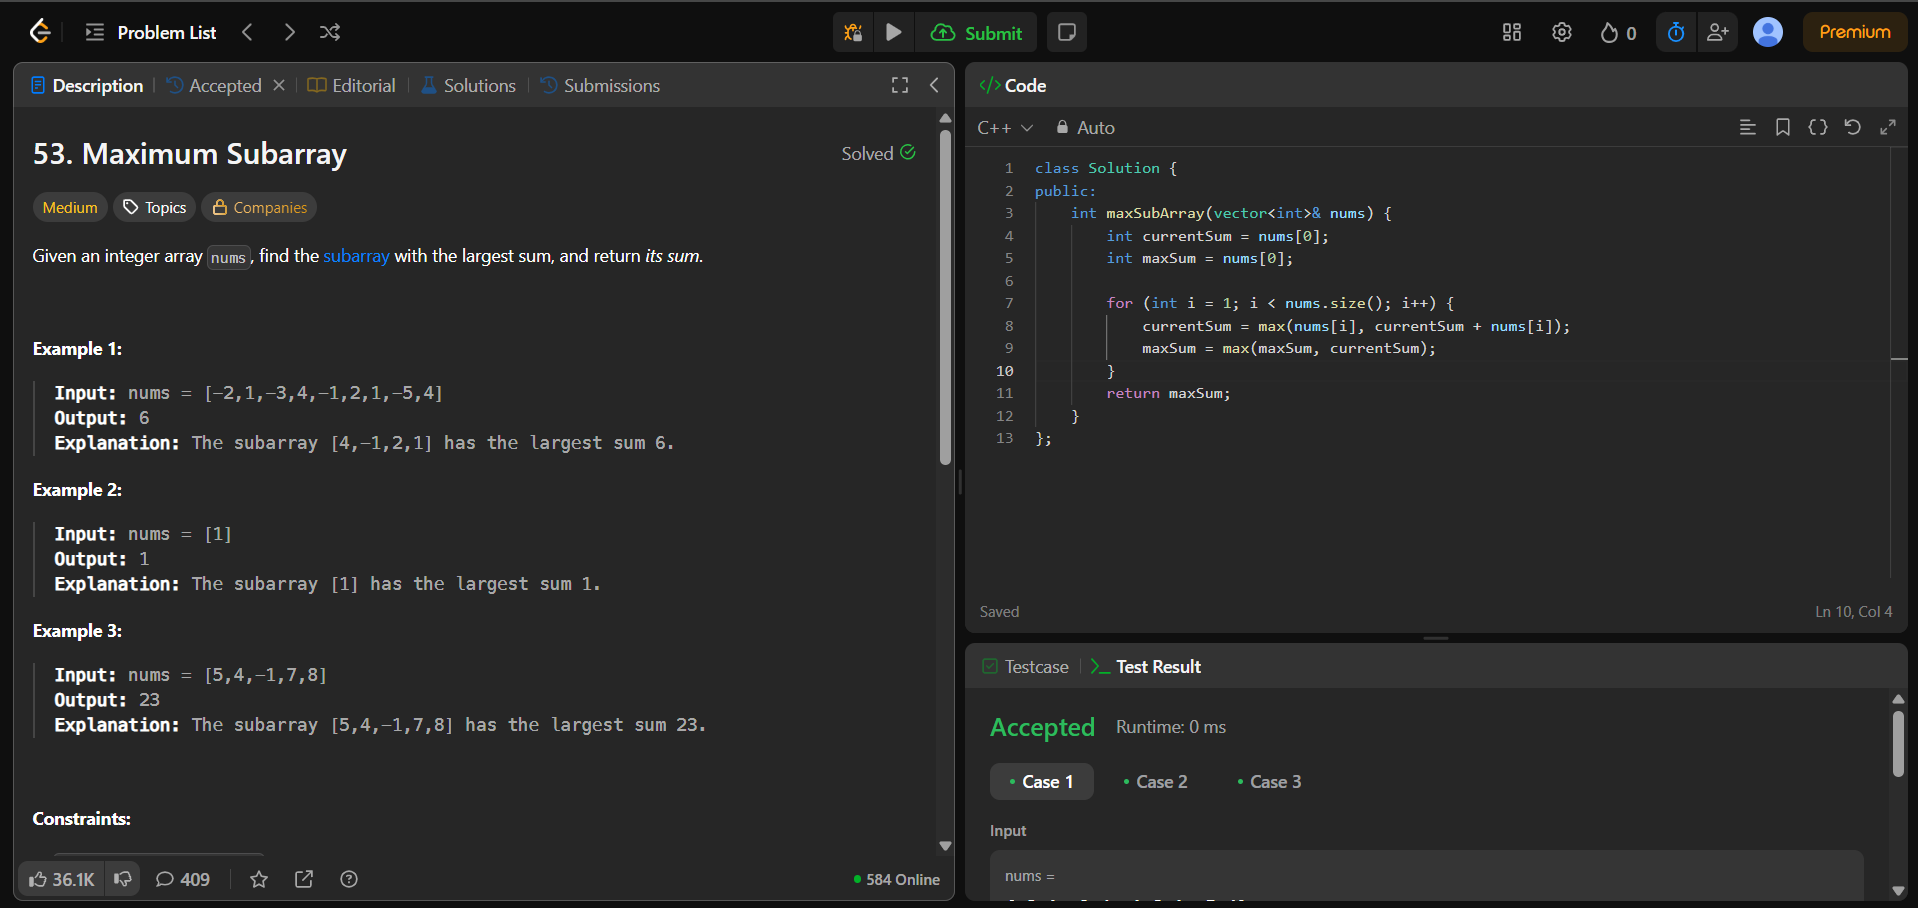 Problem List
Submit
0
Premium
Description
Accepted
Editorial
Solutions
Submissions
53. Maximum Subarray
Solved
Medium
Topics
Companies
Given an integer array nums, find the subarray with the largest sum, and return its sum.
Example 1:
Input: nums = [-2,1,-3,4,-1,2,1,-5,4]
Output: 6
Explanation: The subarray [4,-1,2,1] has the largest sum 6.
Example 2:
Input: nums = [1]
Output: 1
Explanation: The subarray [1] has the largest sum 1.
Example 3:
Input: nums = [5,4,-1,7,8]
Output: 23
Explanation: The subarray [5,4,-1,7,8] has the largest sum 23.
Constraints:
36.1K
409
584 Online
</> Code
C++
Auto
1 class Solution {
2 public:
3     int maxSubArray(vector<int>& nums) {
4         int currentSum = nums[0];
5         int maxSum = nums[0];
6
7         for (int i = 1; i < nums.size(); i++) {
8             currentSum = max(nums[i], currentSum + nums[i]);
9             maxSum = max(maxSum, currentSum);
10         }
11         return maxSum;
12     }
13 };
Saved
Ln 10, Col 4
Testcase
Test Result
Accepted
Runtime: 0 ms
Case 1
Case 2
Case 3
Input
nums =